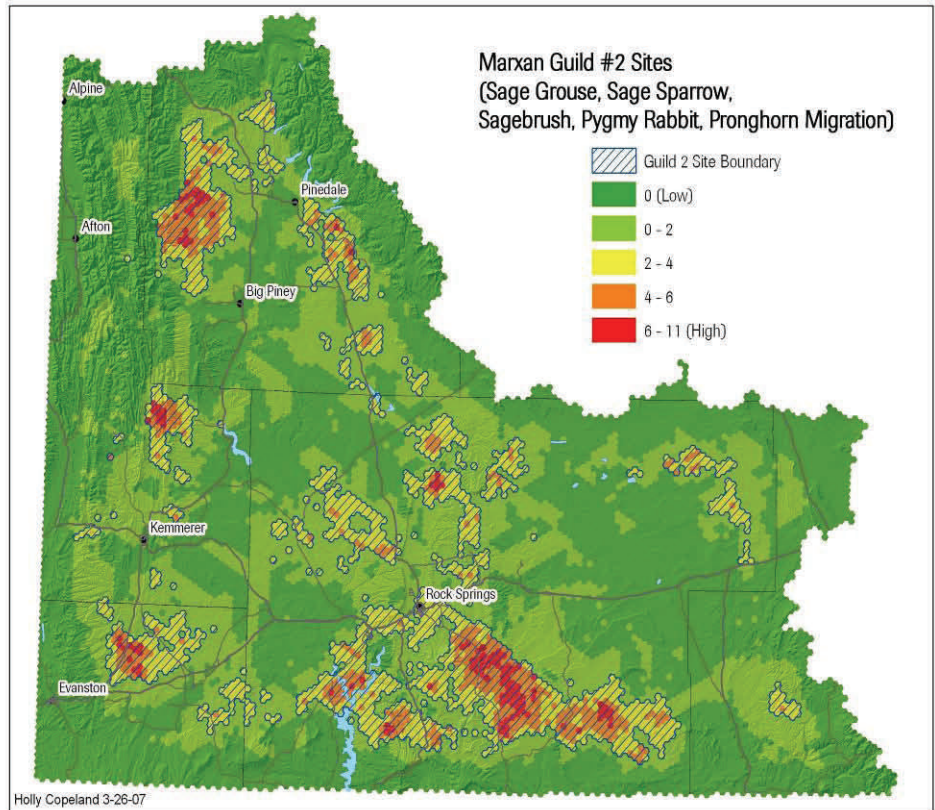 Marxan Guild #2 Sites
(Sage Grouse, Sage Sparrow,
Sagebrush, Pygmy Rabbit, Pronghorn Migration)
Guild 2 Site Boundary
0 (Low)
0 - 2
2 - 4
4 - 6
6 - 11 (High)
Alpine
Pinedale
Afton
Big Piney
Kemmerer
Rock Springs
Evanston
Holly Copeland 3-26-07